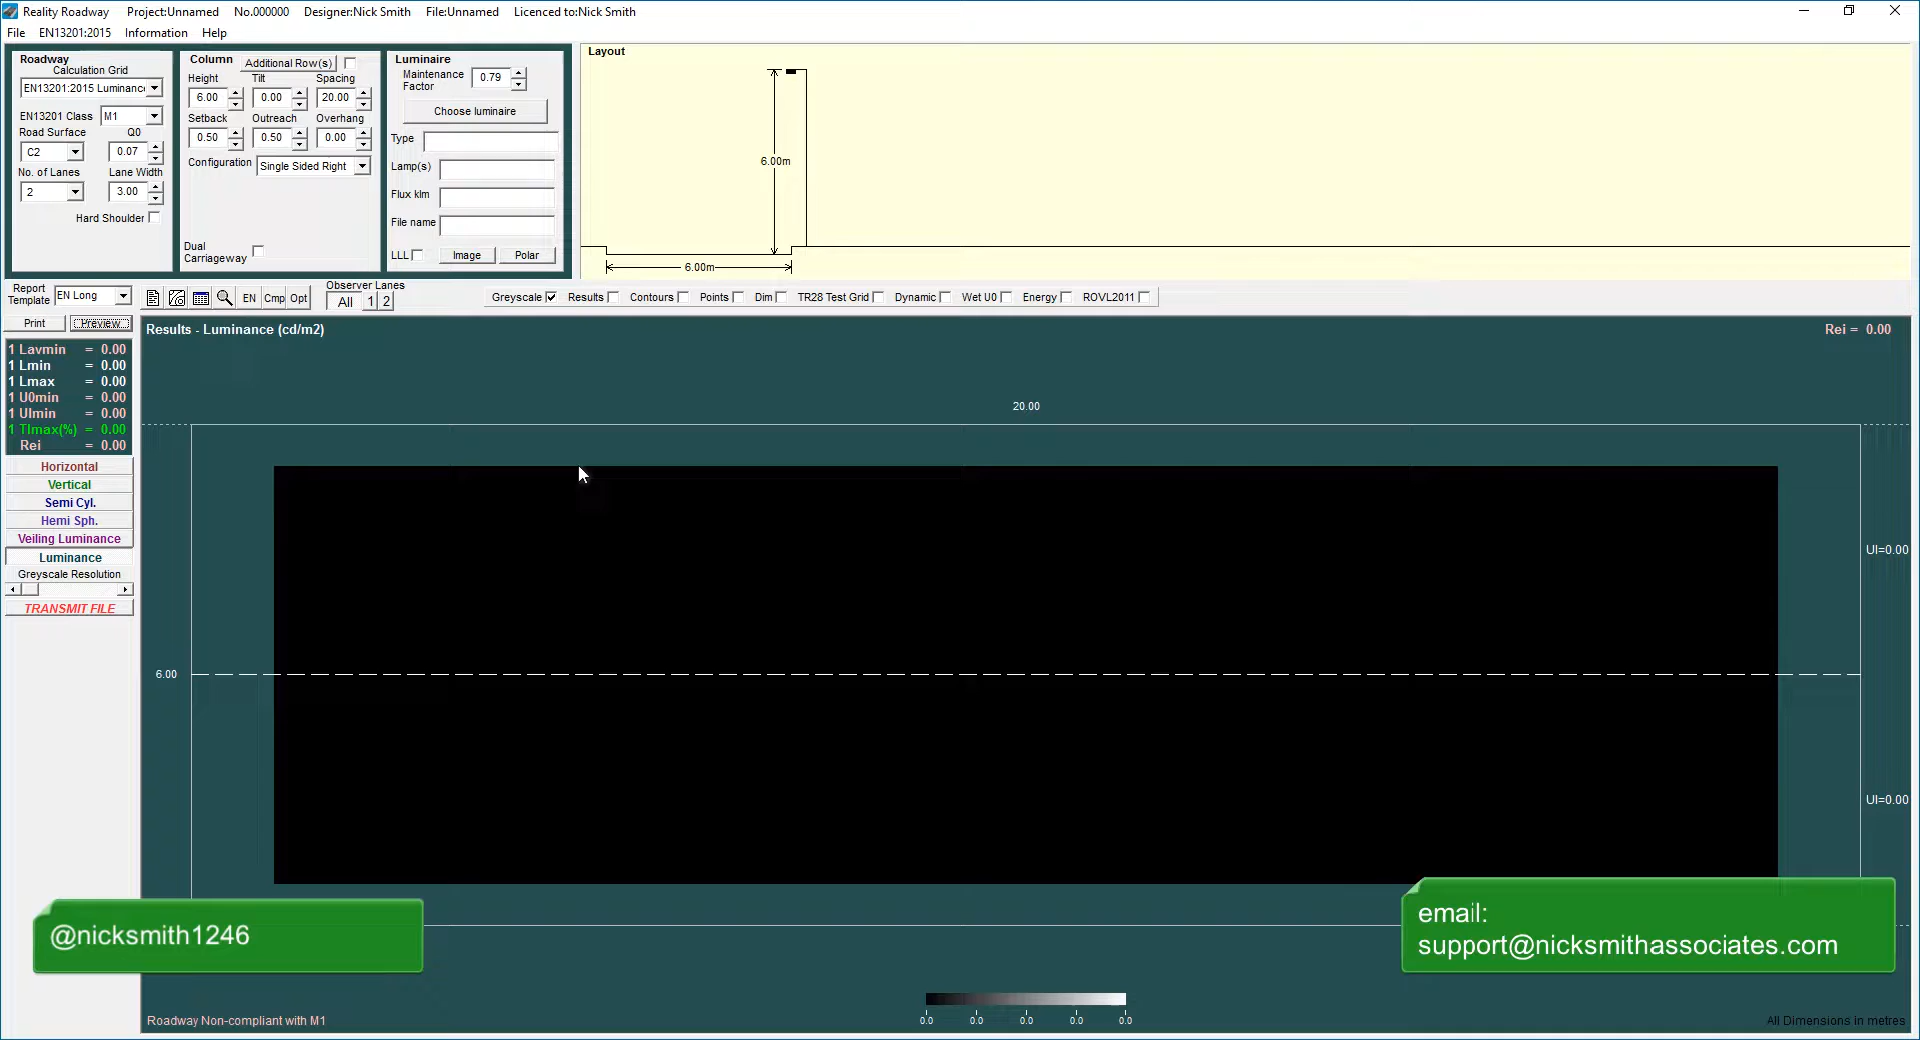 Reality Roadway Project:Unnamed No.000000 Designer:Nick Smith File:Unnamed Licenced to:Nick Smith
File EN13201:2015 Information Help
Roadway
Calculation Grid
EN13201:2015 Luminanc
EN13201 Class M1
Road Surface Q0
C2 0.07
No. of Lanes Lane Width
2 3.00
Hard Shoulder
Column Additional Row(s)
Height Tilt Spacing
6.00 0.00 20.00
Setback Outreach Overhang
0.50 0.50 0.00
Configuration Single Sided Right
Dual
Carriageway
Luminaire
Maintenance
Factor 0.79
Choose luminaire
Type
Lamp(s)
Flux klm
File name
LLL Image Polar
Layout
6.00m
6.00m
Report
Template EN Long
EN Cmp Opt
Observer Lanes
All 1 2
Greyscale Results Contours Points Dim TR28 Test Grid Dynamic Wet U0 Energy ROVL2011
Print Preview
1 Lavmin = 0.00
1 Lmin = 0.00
1 Lmax = 0.00
1 U0min = 0.00
1 UImin = 0.00
1 TImax(%) = 0.00
Rei = 0.00
Horizontal
Vertical
Semi Cyl.
Hemi Sph.
Veiling Luminance
Luminance
Greyscale Resolution
TRANSMIT FILE
Results - Luminance (cd/m2) Rei = 0.00
20.00
UI=0.00
6.00
UI=0.00
@nicksmith1246
email:
support@nicksmithassociates.com
0.0 0.0 0.0 0.0 0.0
Roadway Non-compliant with M1
All Dimensions in metres